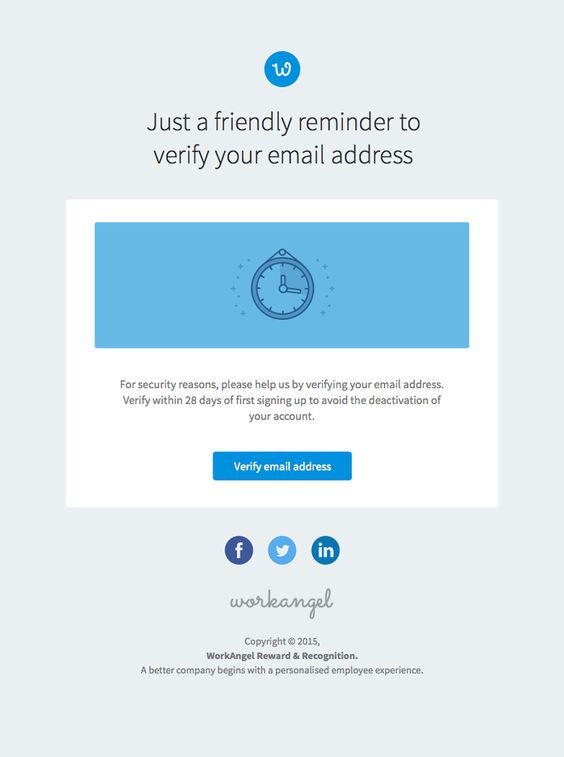 w
Just a friendly reminder to
verify your email address
For security reasons, please help us by verifying your email address.
Verify within 28 days of first signing up to avoid the deactivation of
your account.
Verify email address
f
in
workangel
Copyright © 2015,
WorkAngel Reward & Recognition.
A better company begins with a personalised employee experience.